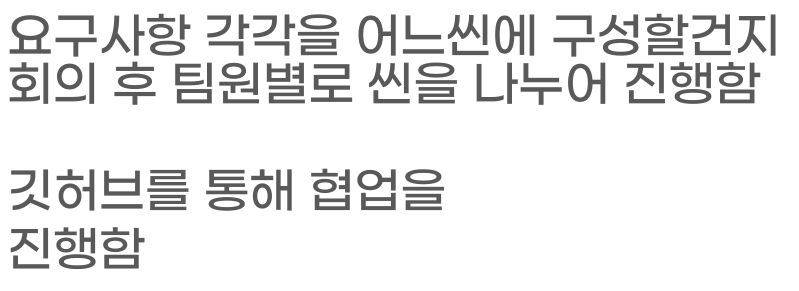 요구사항 각각을 어느씬에 구성할건지
회의 후 팀원별로 씬을 나누어 진행함
깃허브를 통해 협업을
진행함